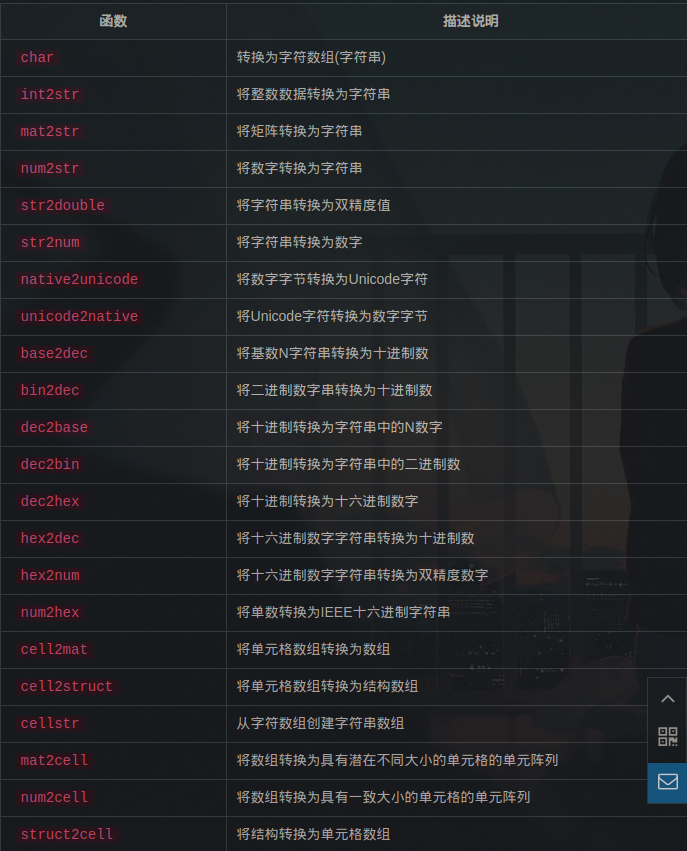 函数 描述说明
char 转换为字符数组(字符串)
int2str 将整数数据转换为字符串
mat2str 将矩阵转换为字符串
num2str 将数字转换为字符串
str2double 将字符串转换为双精度值
str2num 将字符串转换为数字
native2unicode 将数字字节转换为Unicode字符
unicode2native 将Unicode字符转换为数字字节
base2dec 将基数N字符串转换为十进制数
bin2dec 将二进制数字串转换为十进制数
dec2base 将十进制转换为字符串中的N数字
dec2bin 将十进制转换为字符串中的二进制数
dec2hex 将十进制转换为十六进制数字
hex2dec 将十六进制数字字符串转换为十进制数
hex2num 将十六进制数字字符串转换为双精度数字
num2hex 将单数转换为IEEE十六进制字符串
cell2mat 将单元格数组转换为数组
cell2struct 将单元格数组转换为结构数组
cellstr 从字符数组创建字符串数组
mat2cell 将数组转换为具有潜在不同大小的单元格的单元阵列
num2cell 将数组转换为具有一致大小的单元格的单元阵列
struct2cell 将结构转换为单元格数组